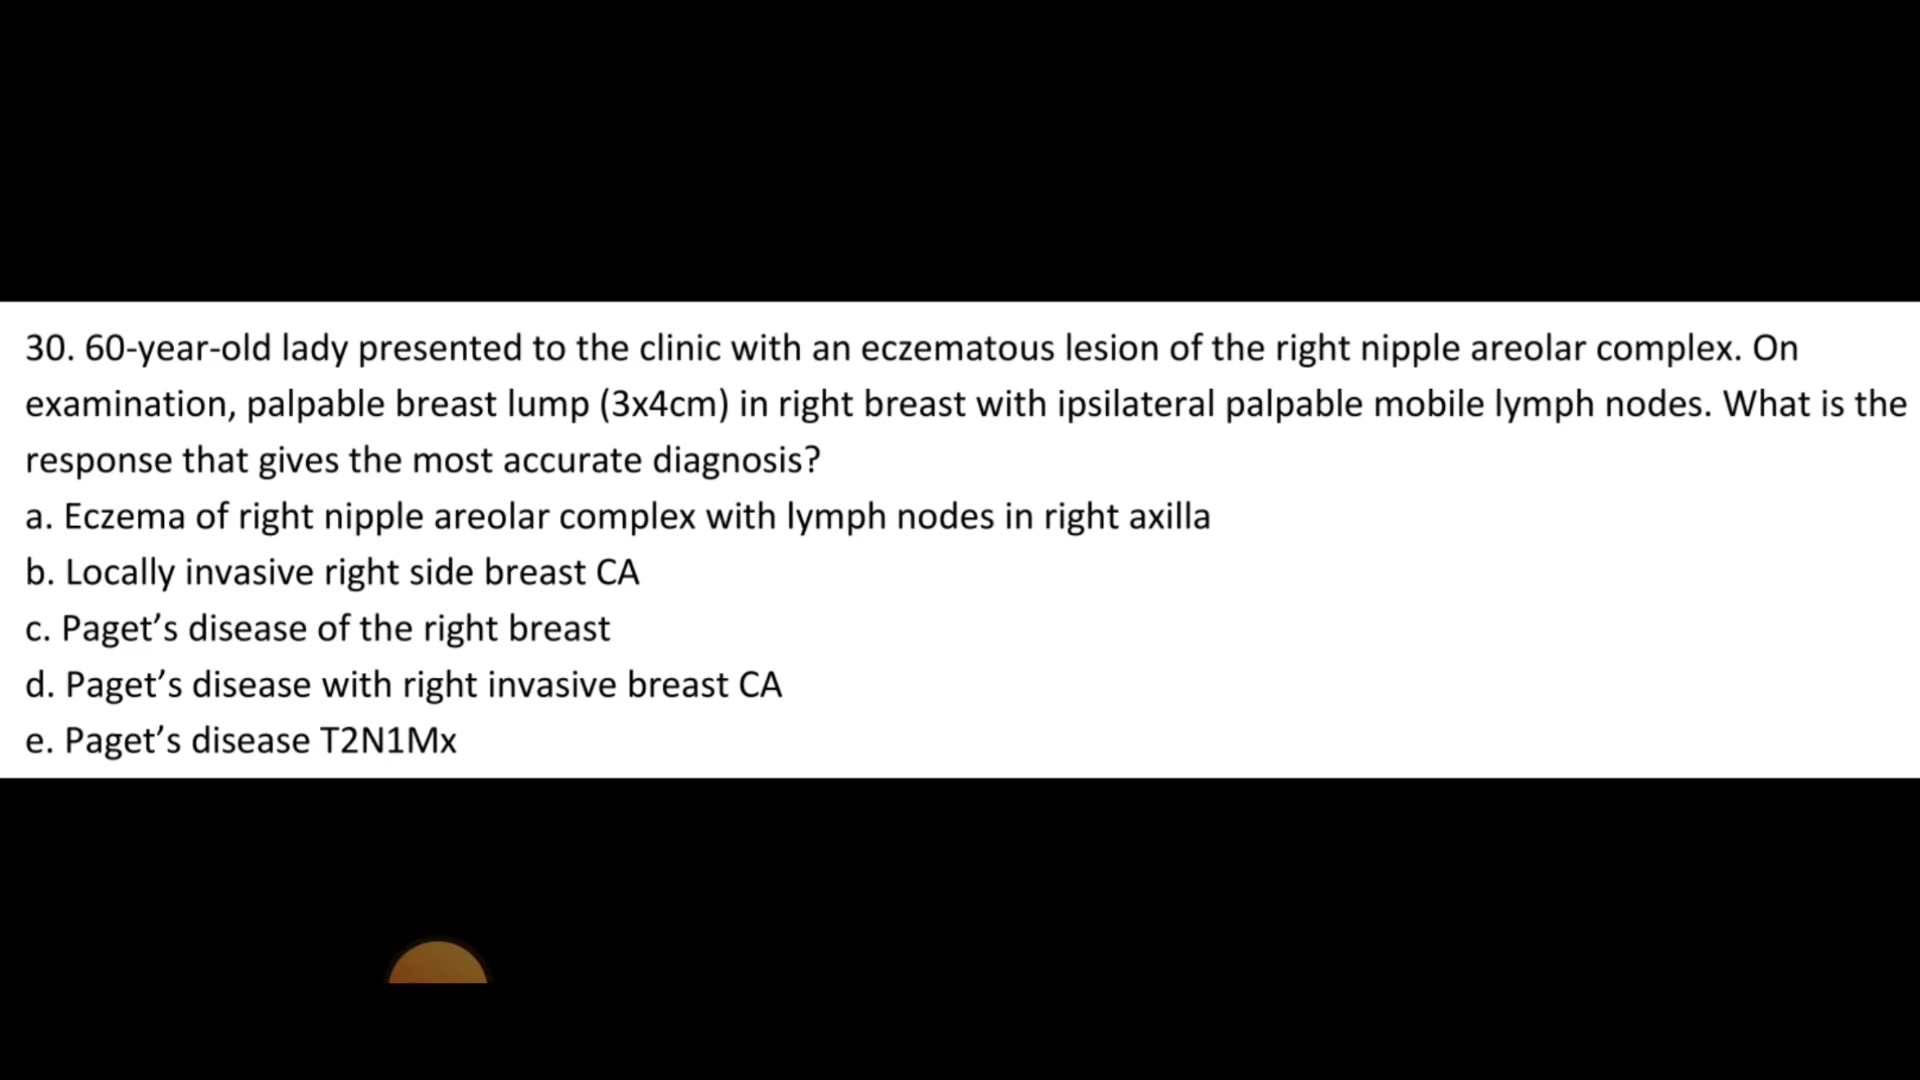 30. 60-year-old lady presented to the clinic with an eczematous lesion of the right nipple areolar complex. On
examination, palpable breast lump (3x4cm) in right breast with ipsilateral palpable mobile lymph nodes. What is the
response that gives the most accurate diagnosis?
a. Eczema of right nipple areolar complex with lymph nodes in right axilla
b. Locally invasive right side breast CA
c. Paget’s disease of the right breast
d. Paget’s disease with right invasive breast CA
e. Paget’s disease T2N1Mx